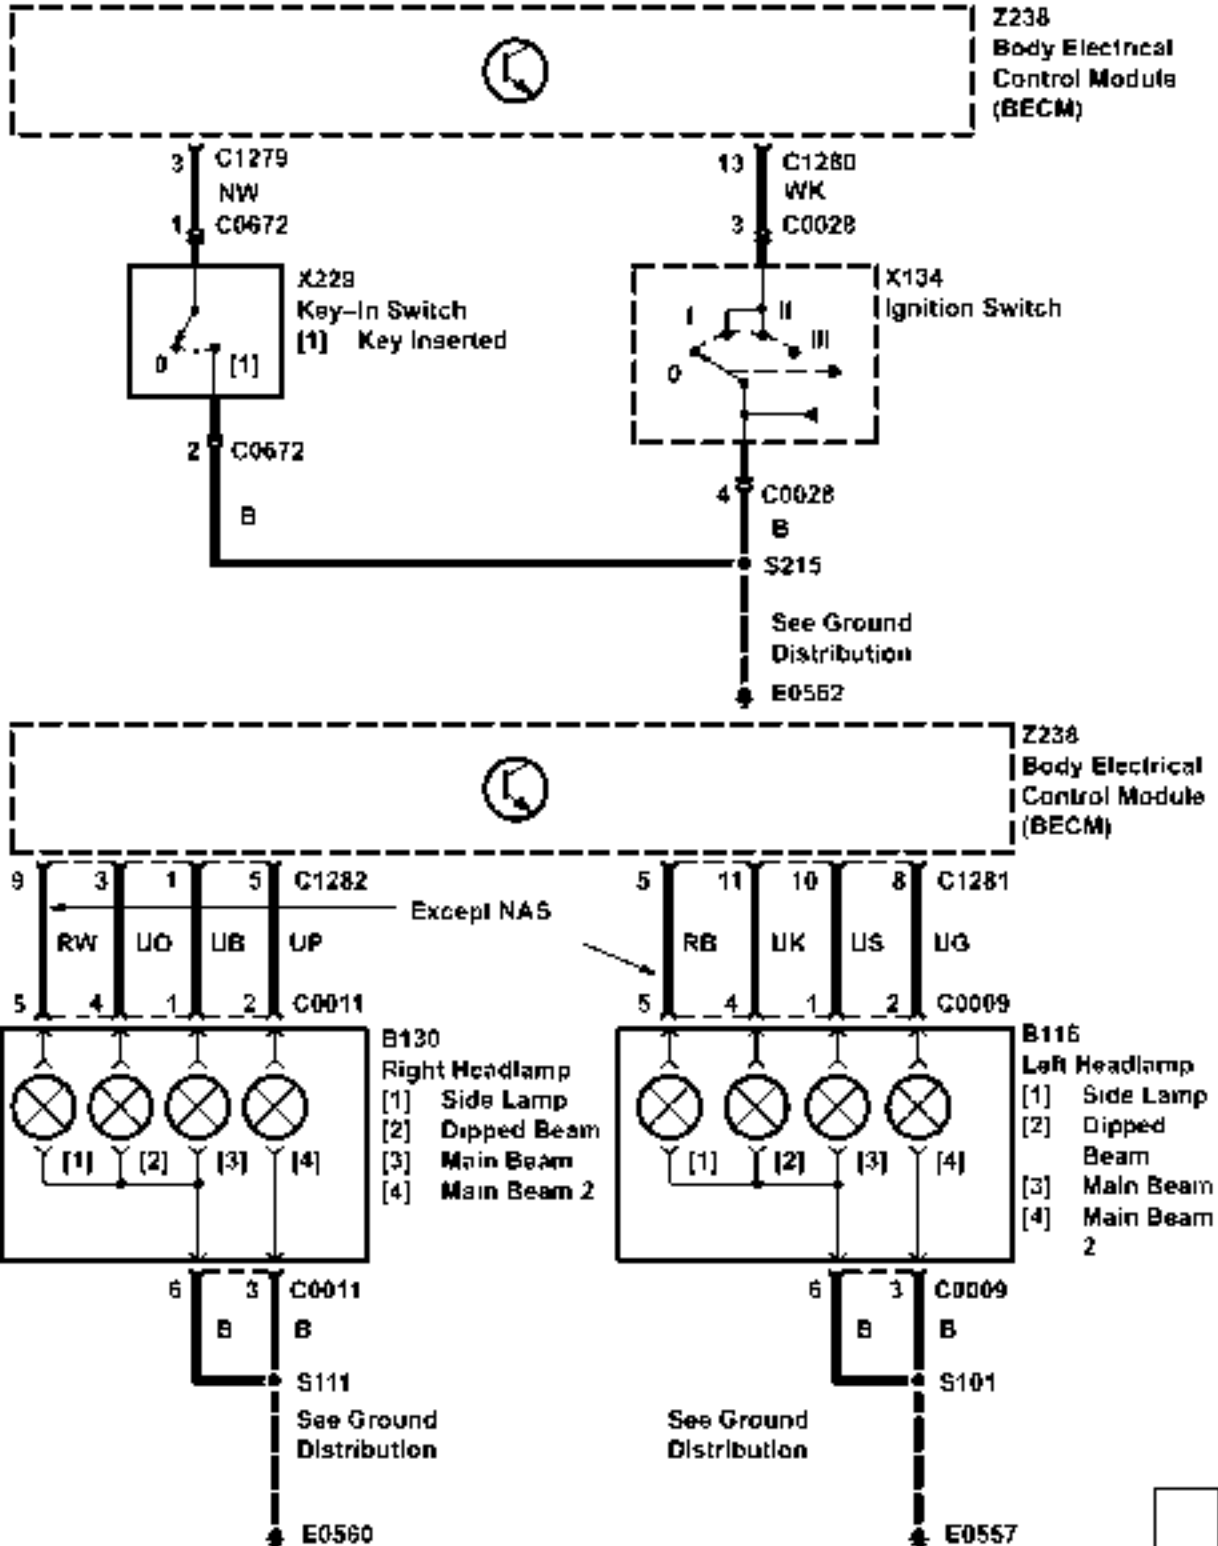 Z238
Body Electrical
Control Module
(BECM)
3 C1279
NW
1 C0672
13 C1280
WK
3 C0028
X229
Key-In Switch
[1] Key Inserted
0 [1]
X134
Ignition Switch
I II III
0
2 C0672
B
4 C0028
B
S215
See Ground
Distribution
E0562
Z238
Body Electrical
Control Module
(BECM)
9 3 1 5 C1282
5 11 10 8 C1281
Except NAS
RW UO UB UP
RB UK US UG
5 4 1 2 C0011
5 4 1 2 C0009
B130
Right Headlamp
[1] Side Lamp
[2] Dipped Beam
[3] Main Beam
[4] Main Beam 2
[1] [2] [3] [4]
B116
Left Headlamp
[1] Side Lamp
[2] Dipped
Beam
[3] Main Beam
[4] Main Beam
2
[1] [2] [3] [4]
6 3 C0011
B B
S111
See Ground
Distribution
E0560
6 3 C0009
B B
S101
See Ground
Distribution
E0557